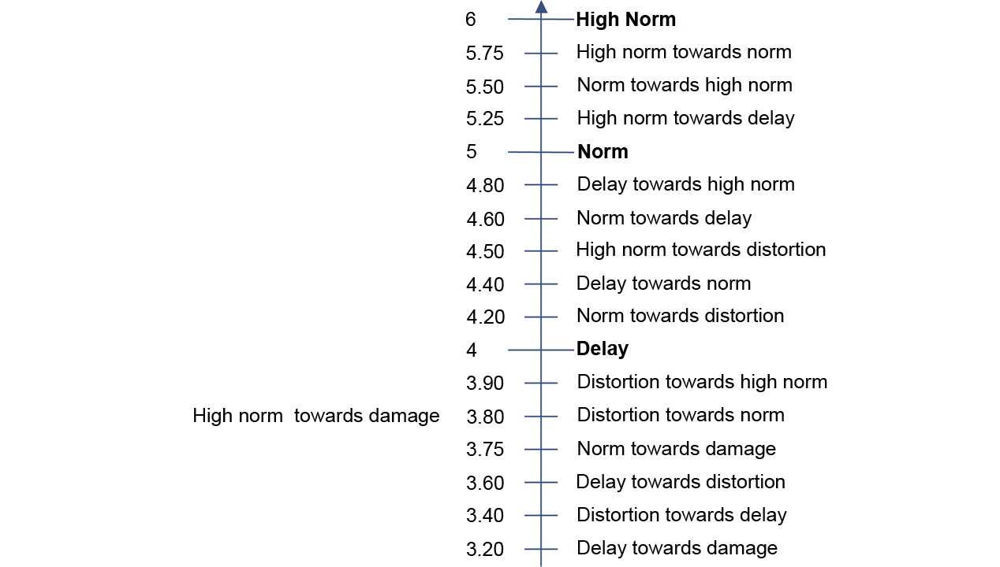 6 High Norm
5.75 High norm towards norm
5.50 Norm towards high norm
5.25 High norm towards delay
5 Norm
4.80 Delay towards high norm
4.60 Norm towards delay
4.50 High norm towards distortion
4.40 Delay towards norm
4.20 Norm towards distortion
4 Delay
3.90 Distortion towards high norm
High norm towards damage 3.80 Distortion towards norm
3.75 Norm towards damage
3.60 Delay towards distortion
3.40 Distortion towards delay
3.20 Delay towards damage